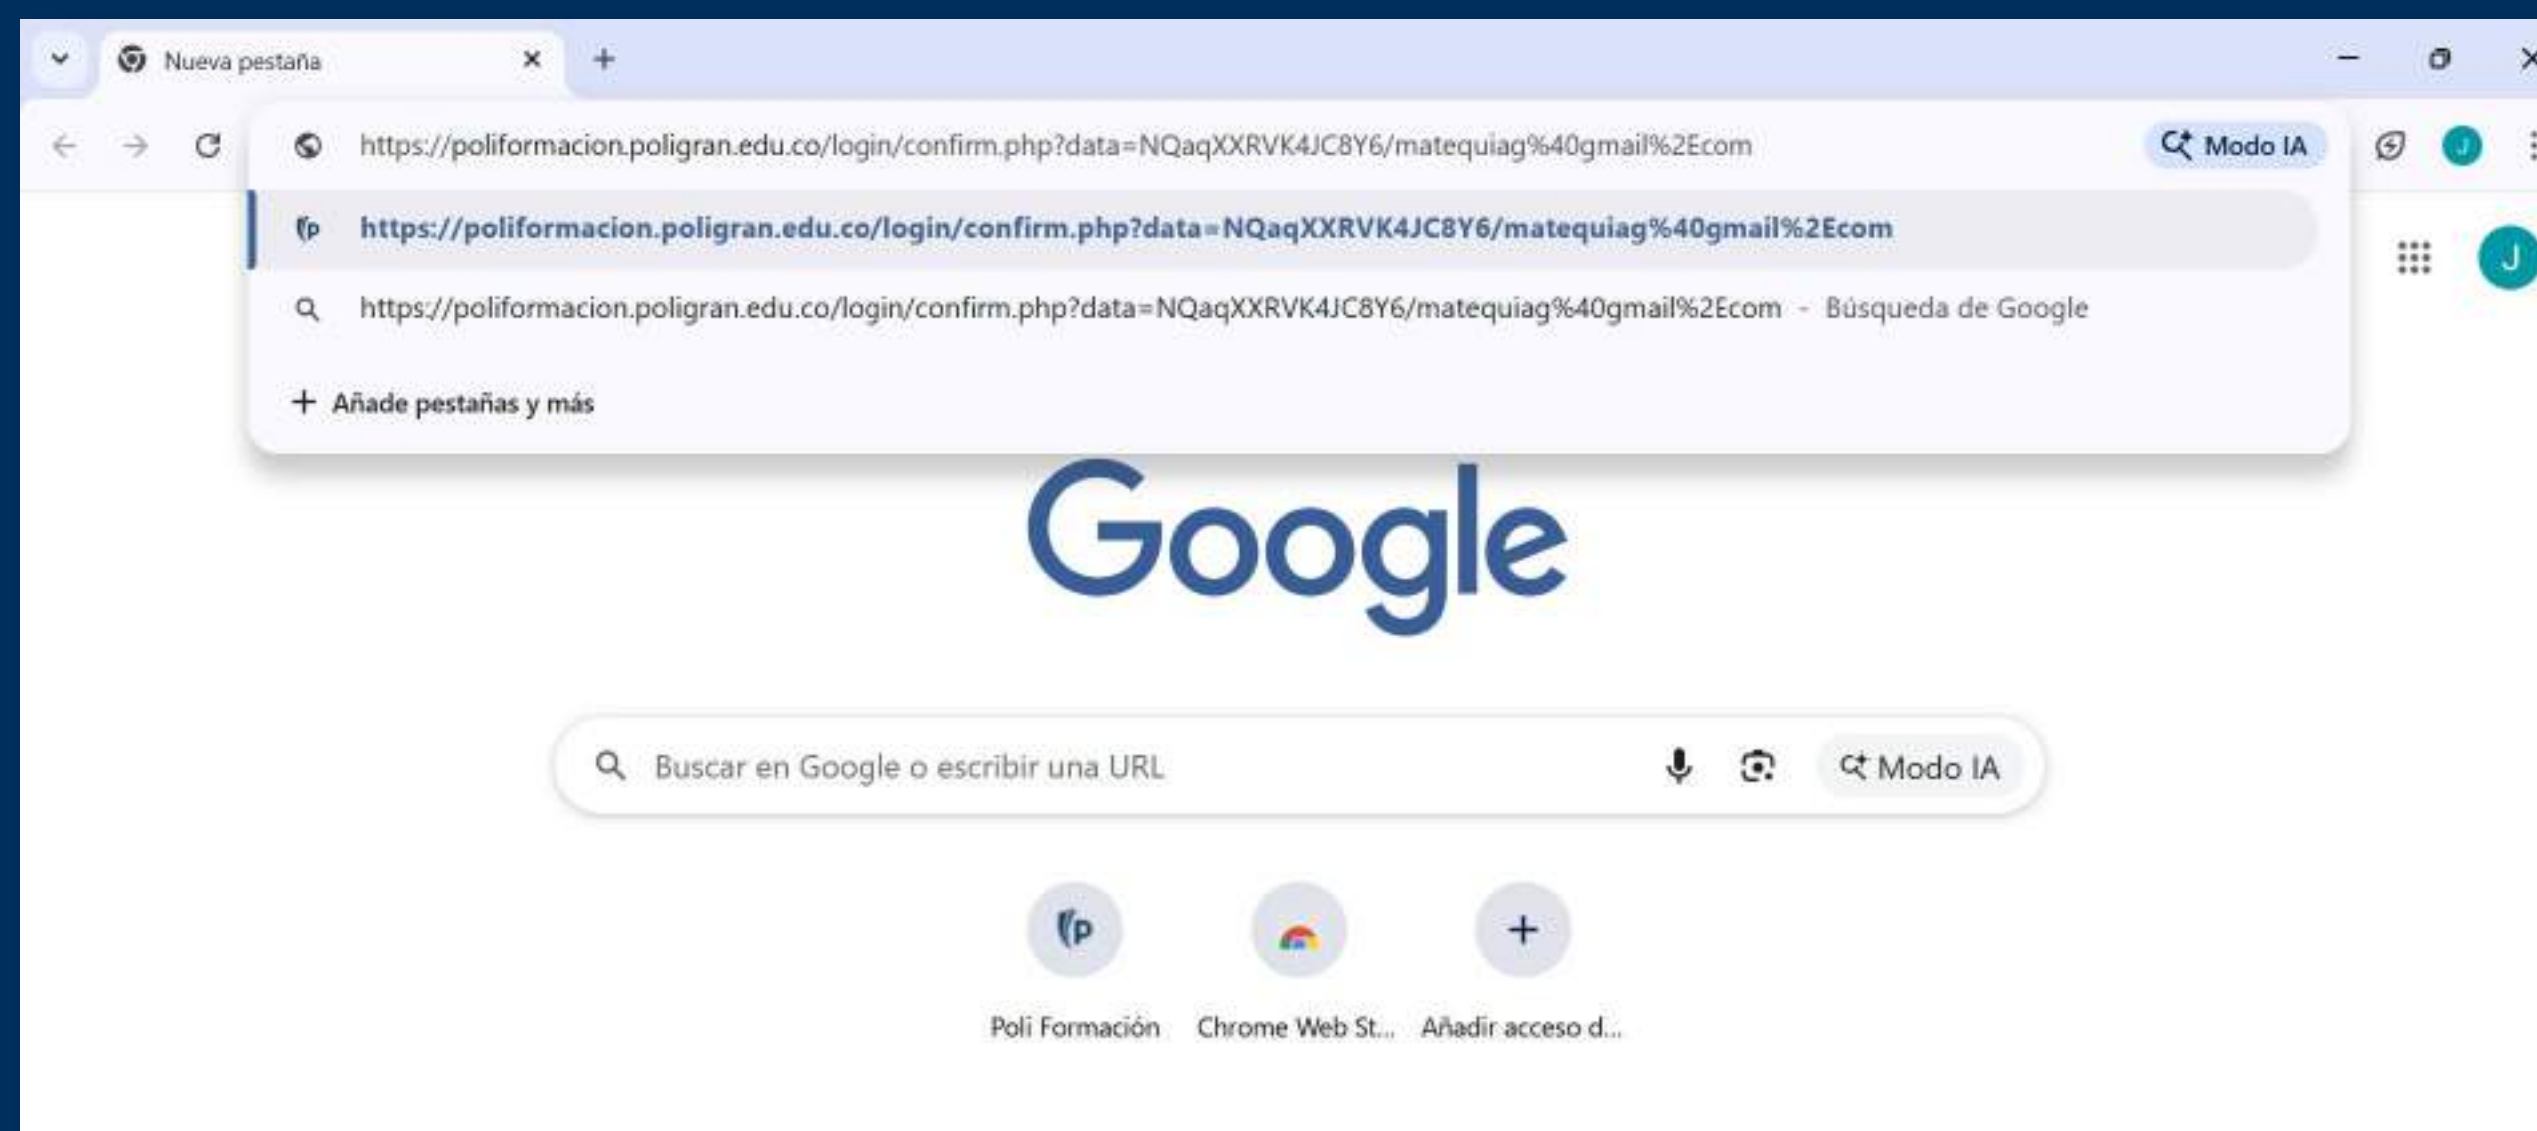 Nueva pestaña
https://poliformacion.poligran.edu.co/login/confirm.php?data=NQaqXXRVK4JC8Y6/matequiag%40gmail%2Ecom
Modo IA
J
https://poliformacion.poligran.edu.co/login/confirm.php?data=NQaqXXRVK4JC8Y6/matequiag%40gmail%2Ecom
J
https://poliformacion.poligran.edu.co/login/confirm.php?data=NQaqXXRVK4JC8Y6/matequiag%40gmail%2Ecom - Búsqueda de Google
+ Añade pestañas y más
Google
Buscar en Google o escribir una URL
Modo IA
Poli Formación
Chrome Web St...
Añadir acceso d...